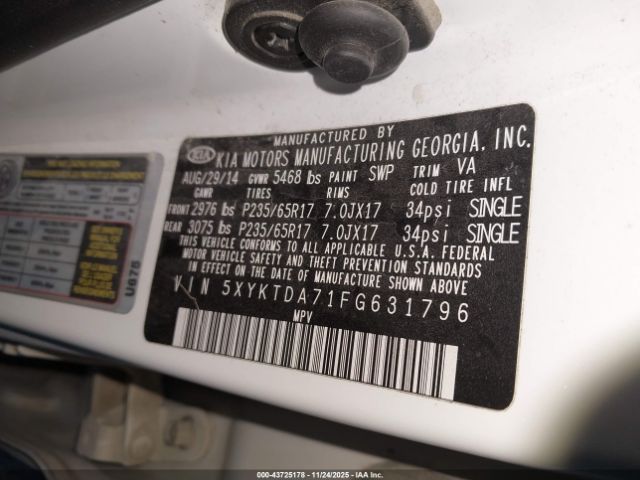 MANUFACTURED BY
KIA KIA MOTORS MANUFACTURING GEORGIA, INC.
AUG/29/14 GVWR 5468 lbs PAINT SWP TRIM VA
GAWR TIRES RIMS COLD TIRE INFL
FRONT 2976 lbs P235/65R17 7.0JX17 34psi SINGLE
REAR 3075 lbs P235/65R17 7.0JX17 34psi SINGLE
THIS VEHICLE CONFORMS TO ALL APPLICABLE U.S.A. FEDERAL
MOTOR VEHICLE SAFETY, THEFT PREVENTION STANDARDS
IN EFFECT ON THE DATE OF MANUFACTURE SHOWN ABOVE
VIN 5XYKTDA71FG631796
MPV
U675
000-43725178 - 11/24/2025 - IAA Inc.